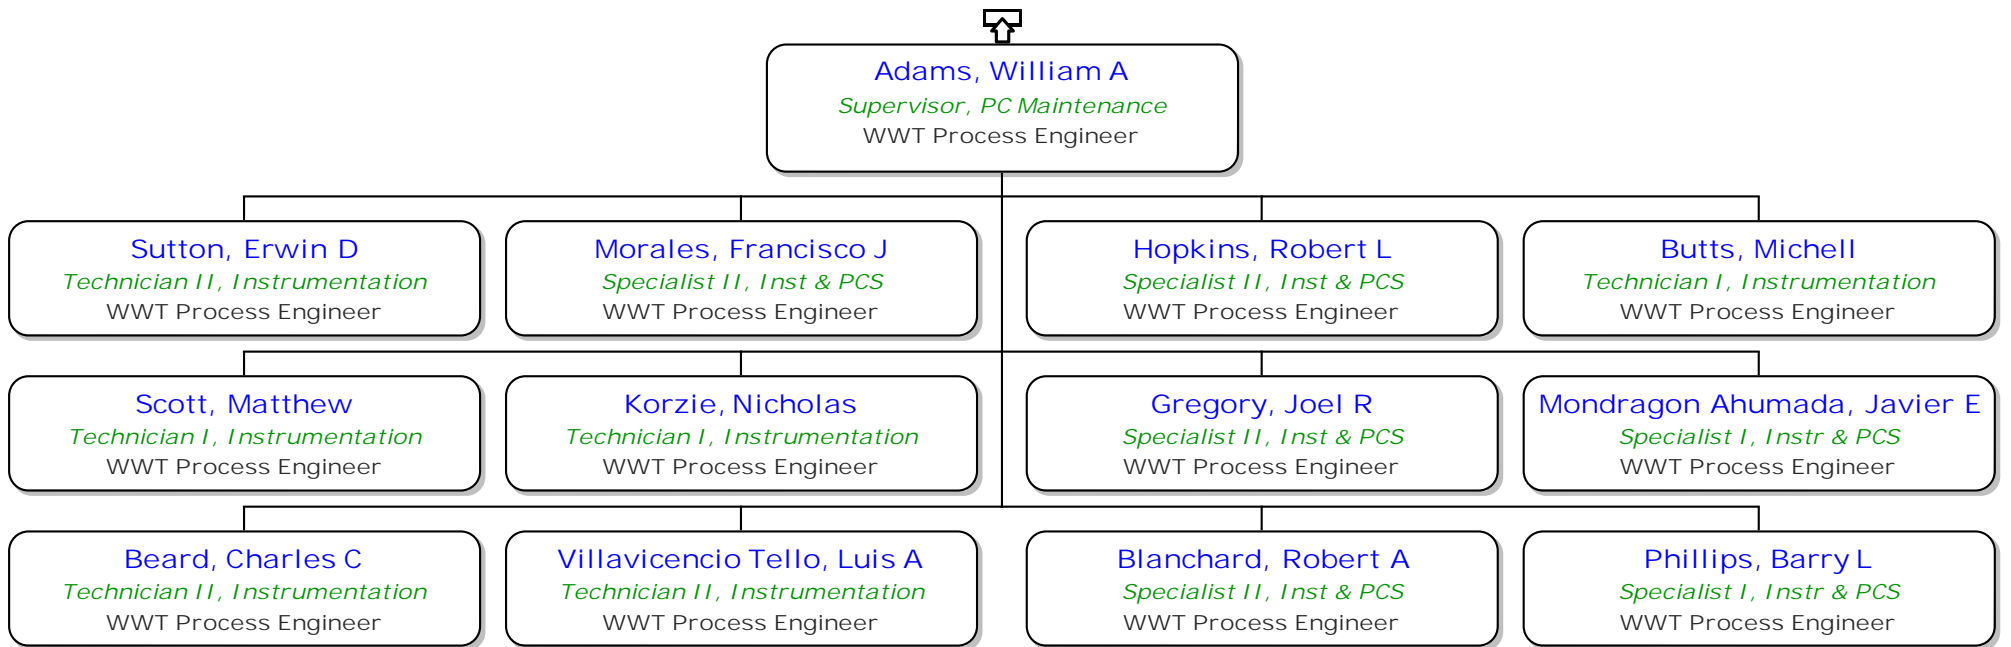 Adams, William A
Supervisor, PC Maintenance
WWT Process Engineer
Sutton, Erwin D
Technician II, Instrumentation
WWT Process Engineer
Morales, Francisco J
Specialist II, Inst & PCS
WWT Process Engineer
Hopkins, Robert L
Specialist II, Inst & PCS
WWT Process Engineer
Butts, Michell
Technician I, Instrumentation
WWT Process Engineer
Scott, Matthew
Technician I, Instrumentation
WWT Process Engineer
Korzie, Nicholas
Technician I, Instrumentation
WWT Process Engineer
Gregory, Joel R
Specialist II, Inst & PCS
WWT Process Engineer
Mondragon Ahumada, Javier E
Specialist I, Instr & PCS
WWT Process Engineer
Beard, Charles C
Technician II, Instrumentation
WWT Process Engineer
Villavicencio Tello, Luis A
Technician II, Instrumentation
WWT Process Engineer
Blanchard, Robert A
Specialist II, Inst & PCS
WWT Process Engineer
Phillips, Barry L
Specialist I, Instr & PCS
WWT Process Engineer